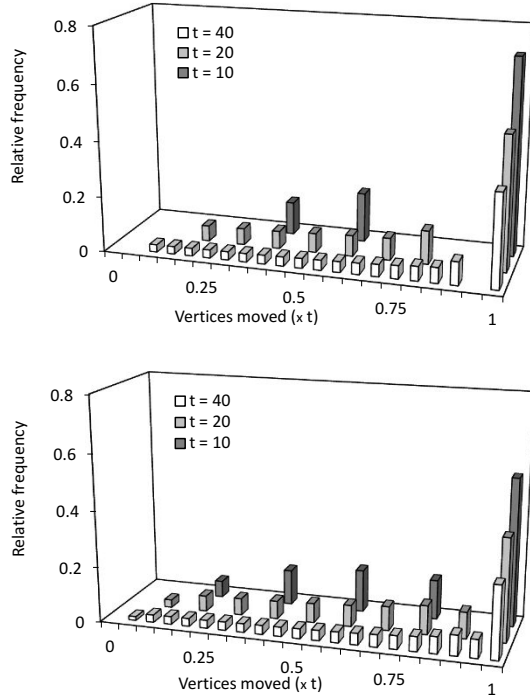 0.8
0.6
0.4
0.2
0
Relative frequency
t = 40
t = 20
t = 10
0
0.25
0.5
0.75
1
Vertices moved (x t)
0.8
0.6
0.4
0.2
0
Relative frequency
t = 40
t = 20
t = 10
0
0.25
0.5
0.75
1
Vertices moved (x t)